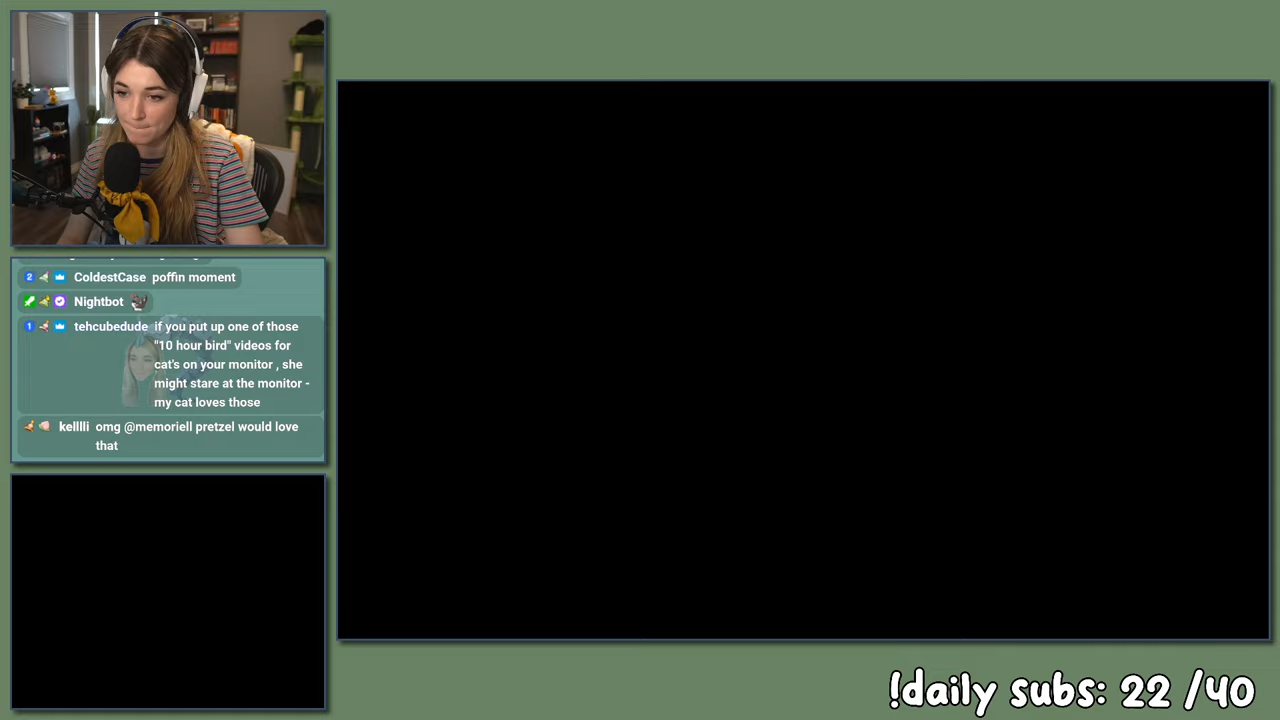 2 ColdestCase poffin moment
Nightbot
1 tehcubedude if you put up one of those
"10 hour bird" videos for
cat's on your monitor , she
might stare at the monitor -
my cat loves those
kelllli omg @memoriell pretzel would love
that
!daily subs: 22 /40